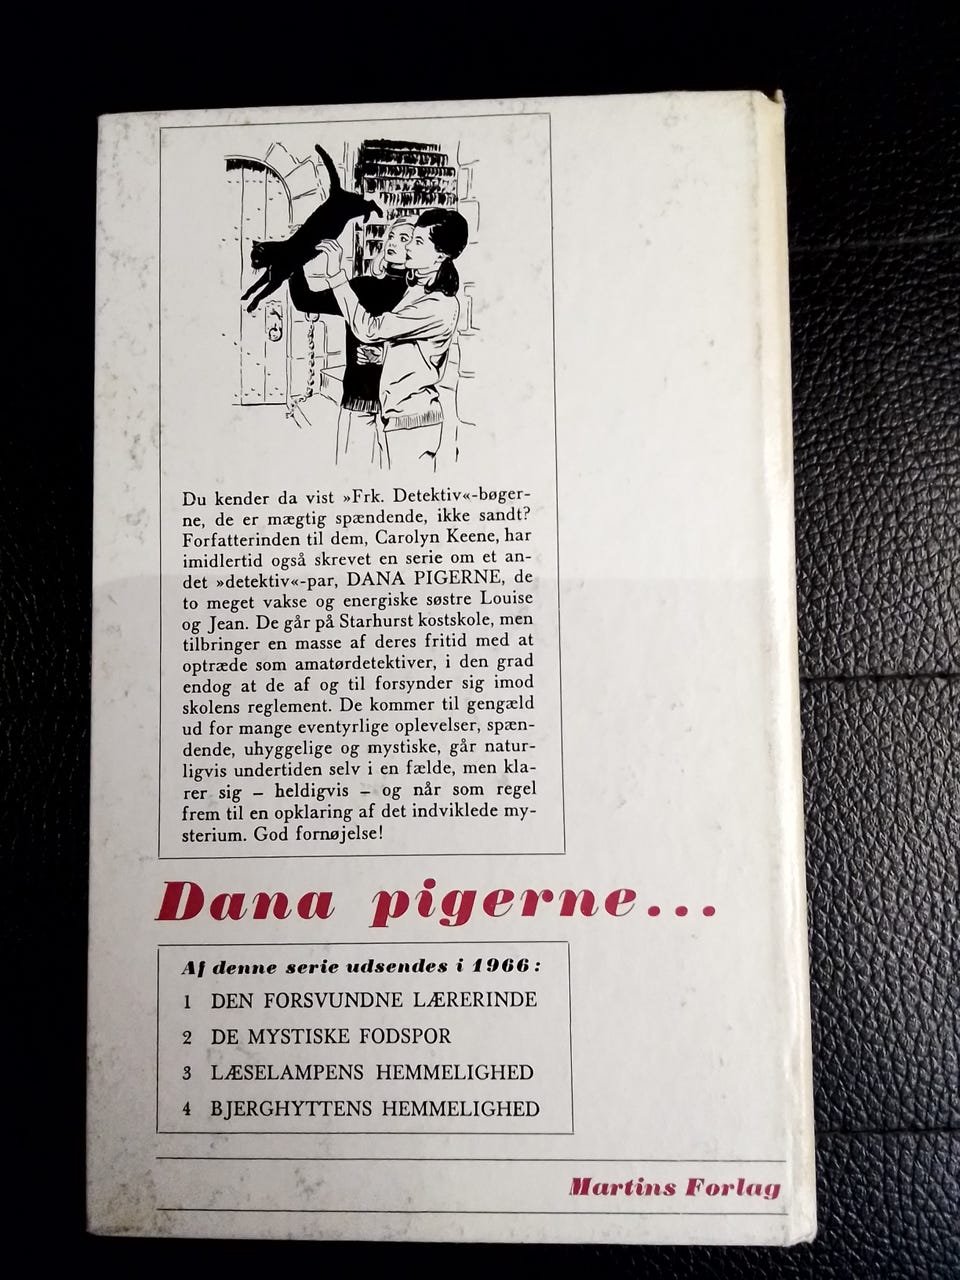 Du kender da vist »Frk. Detektiv«-bøger-
ne, de er mægtig spændende, ikke sandt?
Forfatterinden til dem, Carolyn Keene, har
imidlertid også skrevet en serie om et an-
det »detektiv«-par, DANA PIGERNE, de
to meget vakse og energiske søstre Louise
og Jean. De går på Starhurst kostskole, men
tilbringer en masse af deres fritid med at
optræde som amatørdetektiver, i den grad
endog at de af og til forsynder sig imod
skolens reglement. De kommer til gengæld
ud for mange eventyrlige oplevelser, spæn-
dende, uhyggelige og mystiske, går natur-
ligvis undertiden selv i en fælde, men kla-
rer sig – heldigvis – og når som regel
frem til en opklaring af det indviklede my-
sterium. God fornøjelse!
Dana pigerne...
Af denne serie udsendes i 1966:
1 DEN FORSVUNDNE LÆRERINDE
2 DE MYSTISKE FODSPOR
3 LÆSELAMPENS HEMMELIGHED
4 BJERGHYTTENS HEMMELIGHED
Martins Forlag